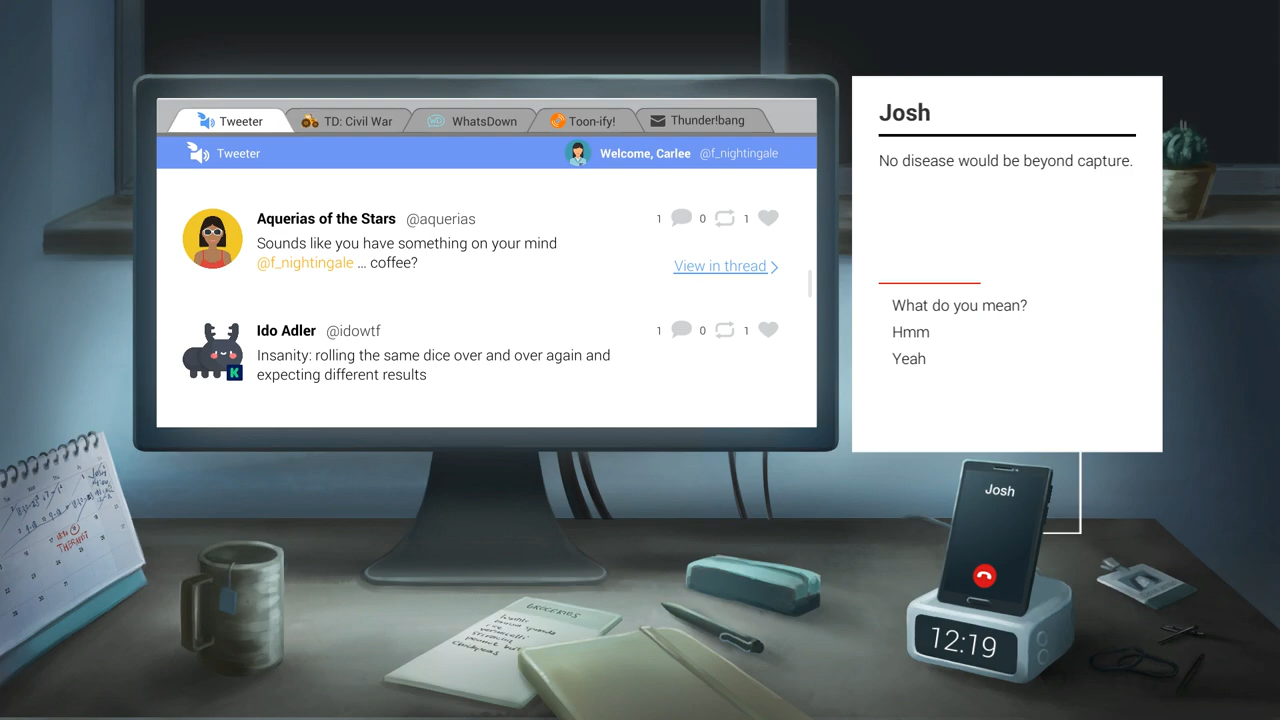 Tweeter
TD: Civil War
WhatsDown
Toon-ify!
Thunder!bang
Tweeter
Welcome, Carlee @f_nightingale
Aquerias of the Stars @aquerias
1 0 1
Sounds like you have something on your mind
@f_nightingale ... coffee?
View in thread
Ido Adler @idowtf
1 0 1
Insanity: rolling the same dice over and over again and
expecting different results
K
Josh
No disease would be beyond capture.
What do you mean?
Hmm
Yeah
Josh
12:19
THERAPIST
GROCERIES